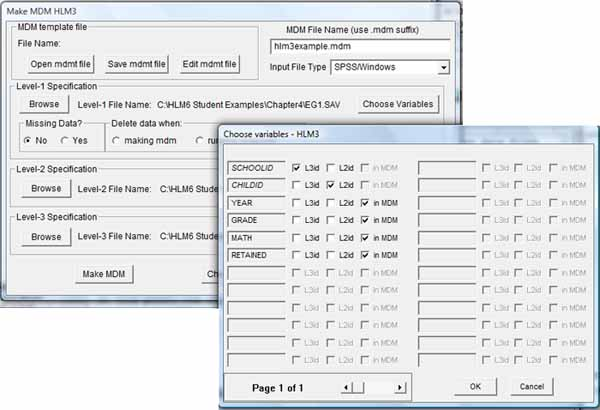 Make MDM HLM3
MDM template file
File Name:
Open mdmt file Save mdmt file Edit mdmt file
MDM File Name (use .mdm suffix)
hlm3example.mdm
Input File Type SPSS/Windows
Level-1 Specification
Browse Level-1 File Name: C:\HLM6 Student Examples\Chapter4\EG1.SAV Choose Variables
Missing Data?
No Yes
Delete data when:
making mdm
Level-2 Specification
Browse Level-2 File Name: C:\HLM6 Student
Level-3 Specification
Browse Level-3 File Name: C:\HLM6 Student
Make MDM
Choose variables - HLM3
SCHOOLID L3id L2id in MDM L3id L2id in MDM
CHILDID L3id L2id in MDM L3id L2id in MDM
YEAR L3id L2id in MDM L3id L2id in MDM
GRADE L3id L2id in MDM L3id L2id in MDM
MATH L3id L2id in MDM L3id L2id in MDM
RETAINED L3id L2id in MDM L3id L2id in MDM
L3id L2id in MDM L3id L2id in MDM
L3id L2id in MDM L3id L2id in MDM
L3id L2id in MDM L3id L2id in MDM
L3id L2id in MDM L3id L2id in MDM
L3id L2id in MDM L3id L2id in MDM
L3id L2id in MDM L3id L2id in MDM
Page 1 of 1 OK Cancel